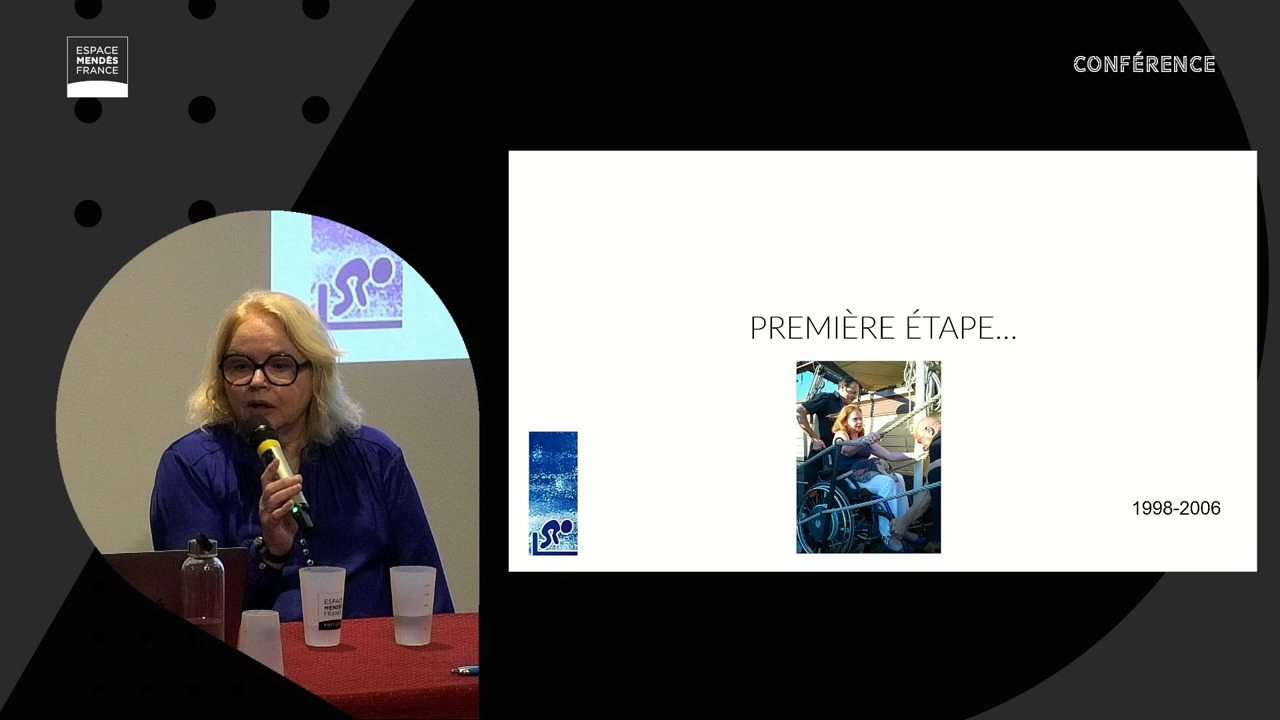 ESPACE
MENDÈS
FRANCE
CONFÉRENCE
PREMIÈRE ÉTAPE...
1998-2006
ESPACE
MENDÈS
FRANCE